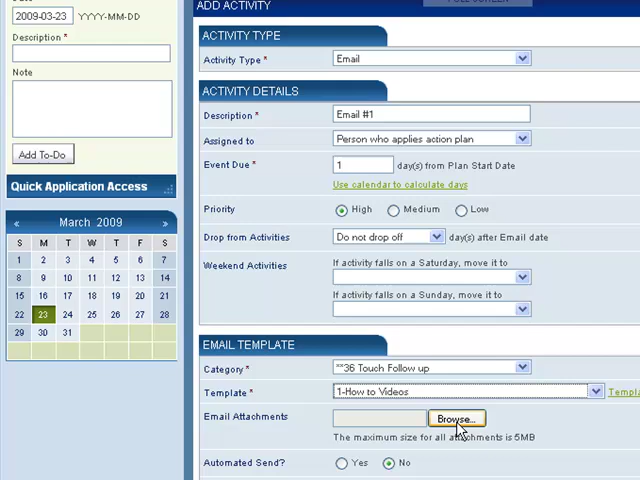 2009-03-23 YYYY-MM-DD
Description *
Note
Add To-Do
Quick Application Access
« March 2009 »
S M T W T F S
1 2 3 4 5 6 7
8 9 10 11 12 13 14
15 16 17 18 19 20 21
22 23 24 25 26 27 28
29 30 31
ADD ACTIVITY
ACTIVITY TYPE
Activity Type * Email
ACTIVITY DETAILS
Description * Email #1
Assigned to Person who applies action plan
Event Due * 1 day(s) from Plan Start Date
Use calendar to calculate days
Priority High Medium Low
Drop from Activities Do not drop off day(s) after Email date
Weekend Activities If activity falls on a Saturday, move it to
If activity falls on a Sunday, move it to
EMAIL TEMPLATE
Category * **36 Touch Follow up
Template * 1-How to Videos
Email Attachments Browse...
The maximum size for all attachments is 5MB
Automated Send? Yes No